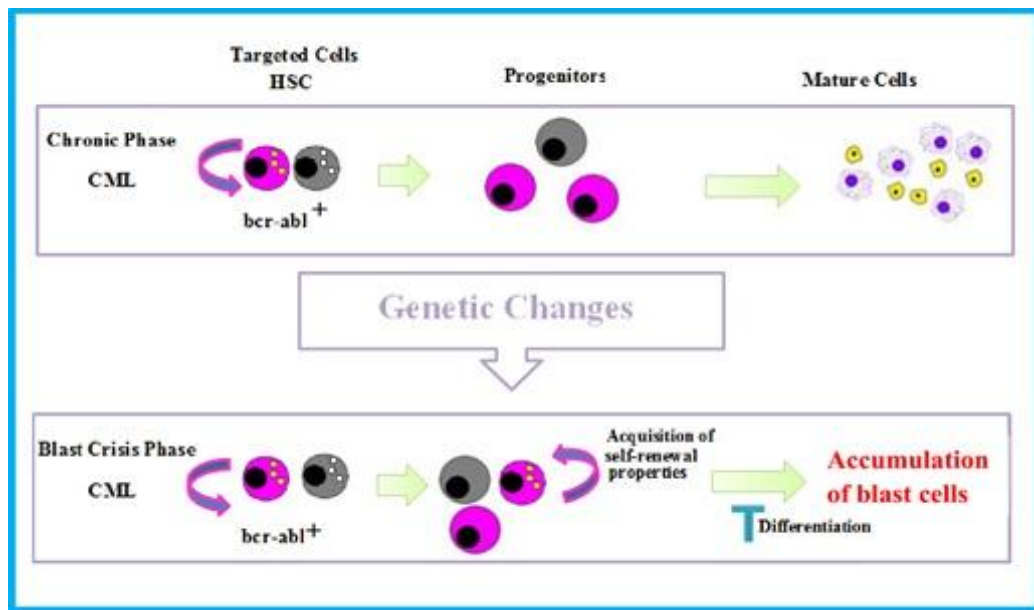 Targeted Cells
HSC
Progenitors
Mature Cells
Chronic Phase
CML
bcr-abl+
Genetic Changes
Blast Crisis Phase
CML
bcr-abl+
Acquisition of
self-renewal
properties
Differentiation
Accumulation
of blast cells